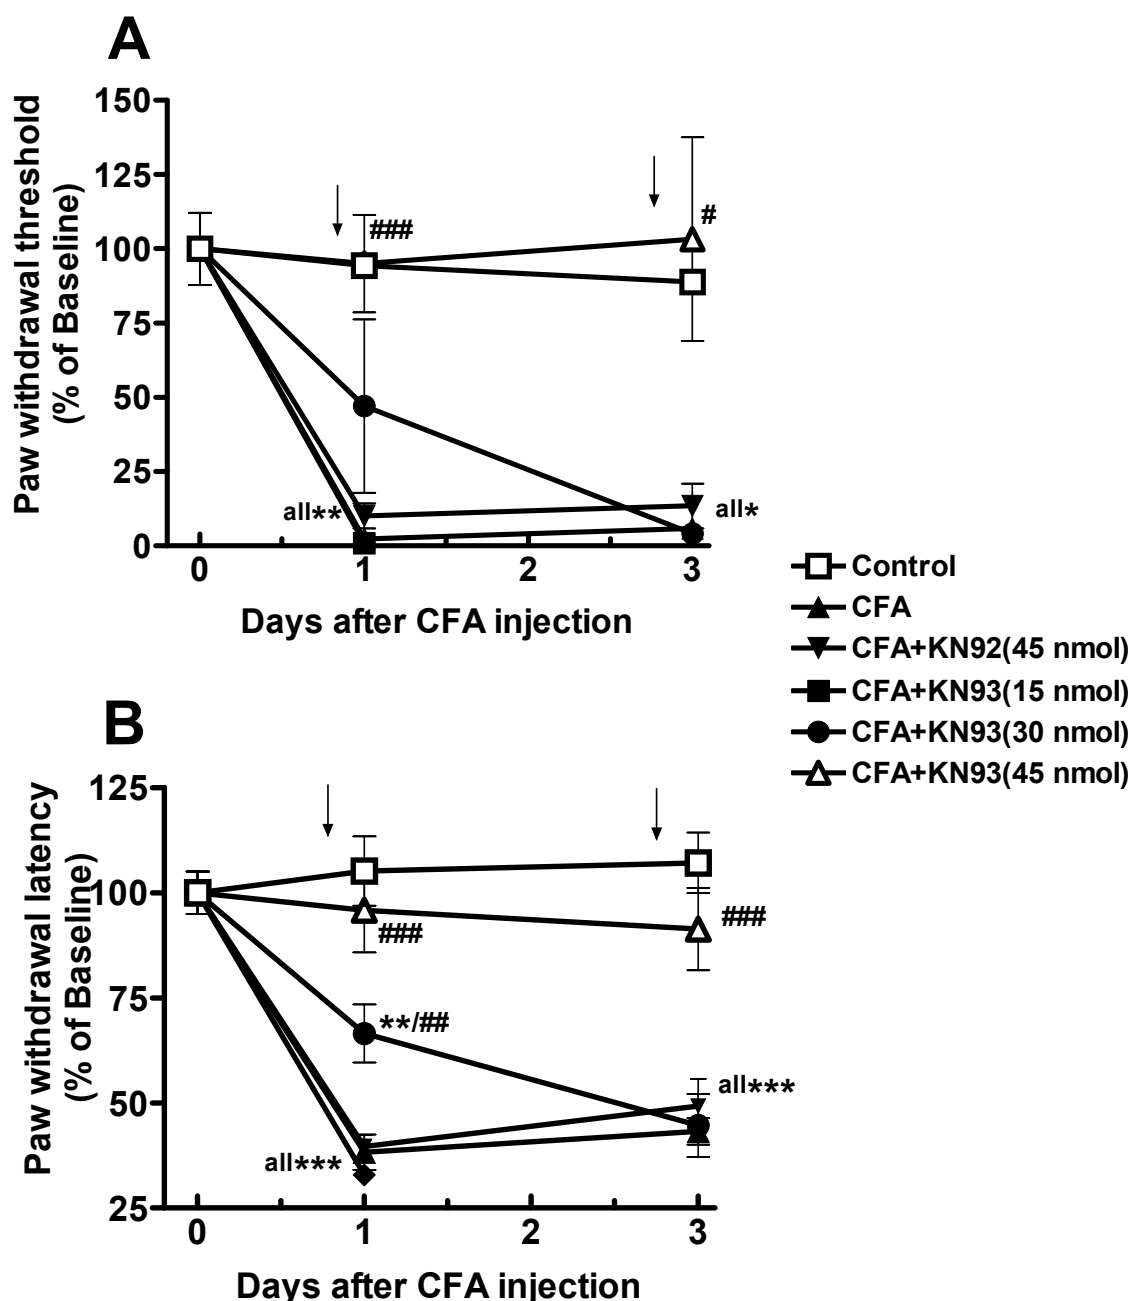 A
Paw withdrawal threshold
(% of Baseline)
150
125
100
75
50
25
0
###
#
all**
all*
0 1 2 3
Days after CFA injection
Control
CFA
CFA+KN92(45 nmol)
CFA+KN93(15 nmol)
CFA+KN93(30 nmol)
CFA+KN93(45 nmol)
B
Paw withdrawal latency
(% of Baseline)
125
100
75
50
25
###
###
**/##
all***
all***
0 1 2 3
Days after CFA injection